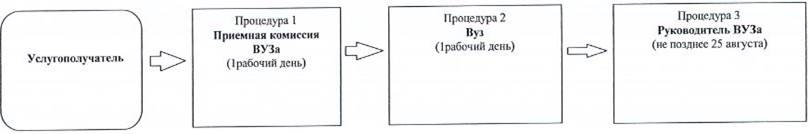 Услугополучатель
Процедура 1
Приемная комиссия
ВУЗа
(1рабочий день)
Процедура 2
Вуз
(1рабочий день)
Процедура 3
Руководитель ВУЗа
(не позднее 25 августа)